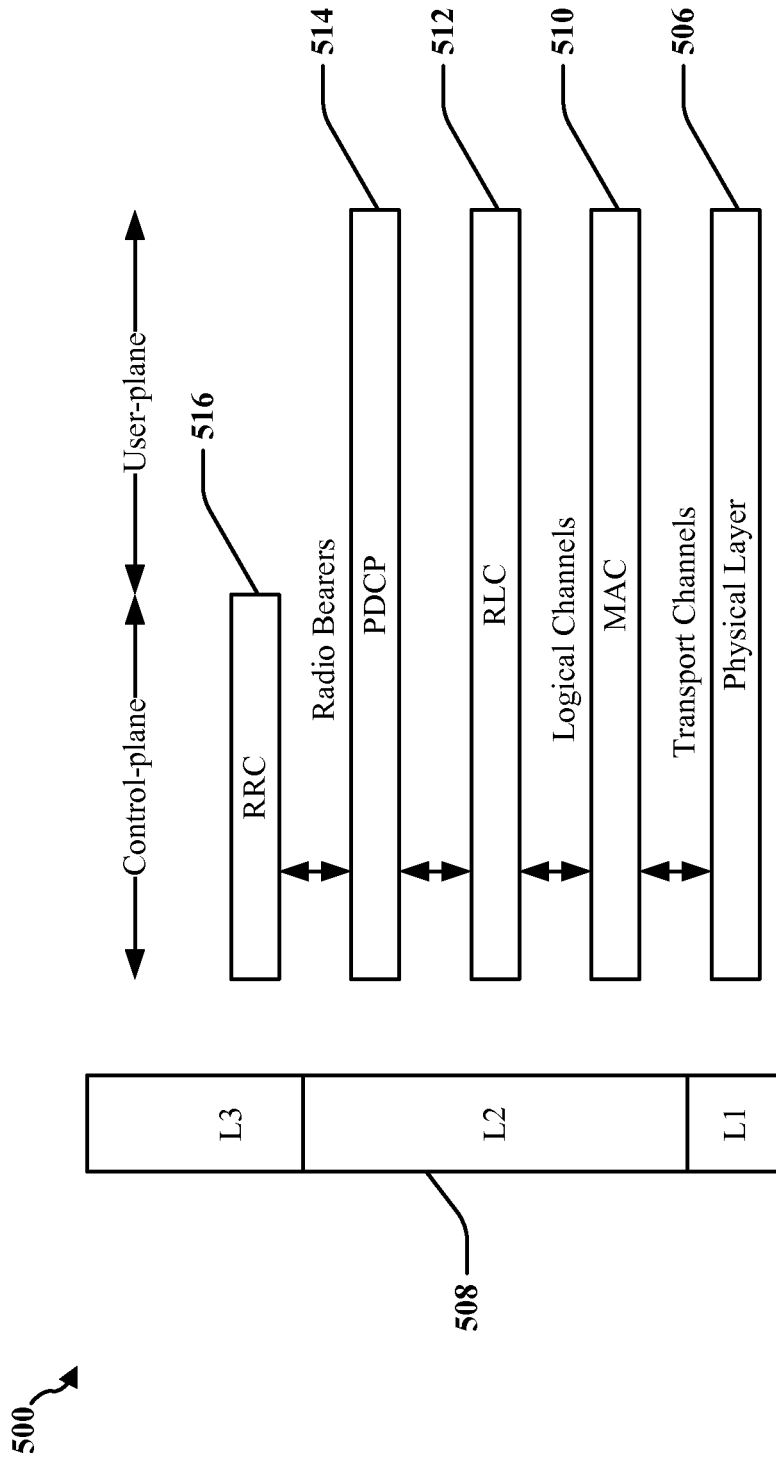 500
Control-plane
User-plane
516
RRC
L3
Radio Bearers
514
PDCP
512
RLC
L2
508
Logical Channels
510
MAC
Transport Channels
506
Physical Layer
L1